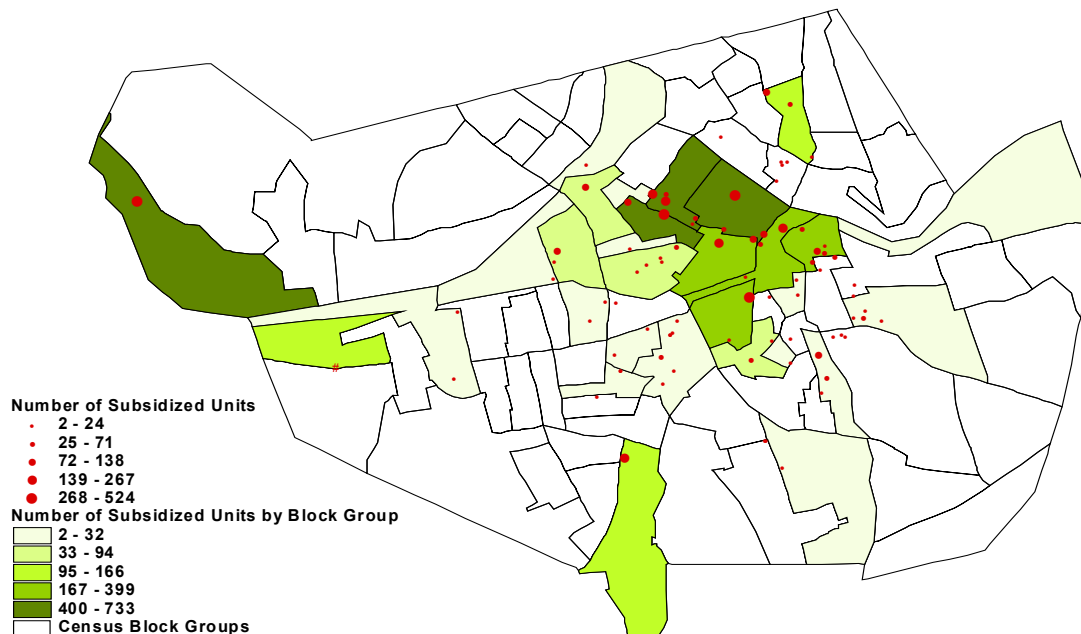 #
Number of Subsidized Units
2 - 24
25 - 71
72 - 138
139 - 267
268 - 524
Number of Subsidized Units by Block Group
2 - 32
33 - 94
95 - 166
167 - 399
400 - 733
Census Block Groups